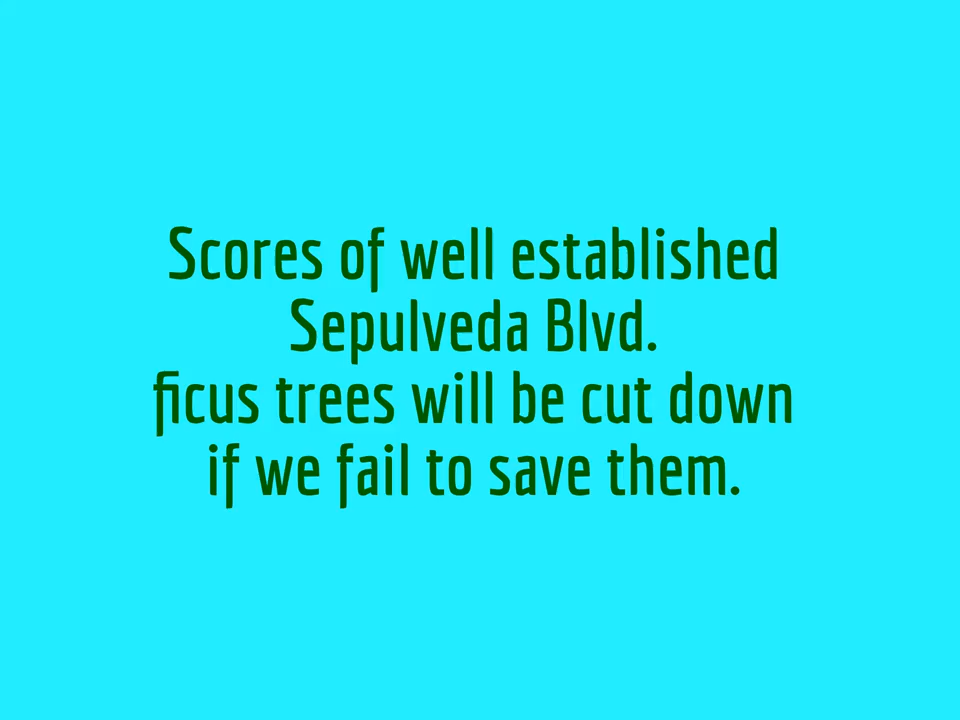 Scores of well established
Sepulveda Blvd.
ficus trees will be cut down
if we fail to save them.